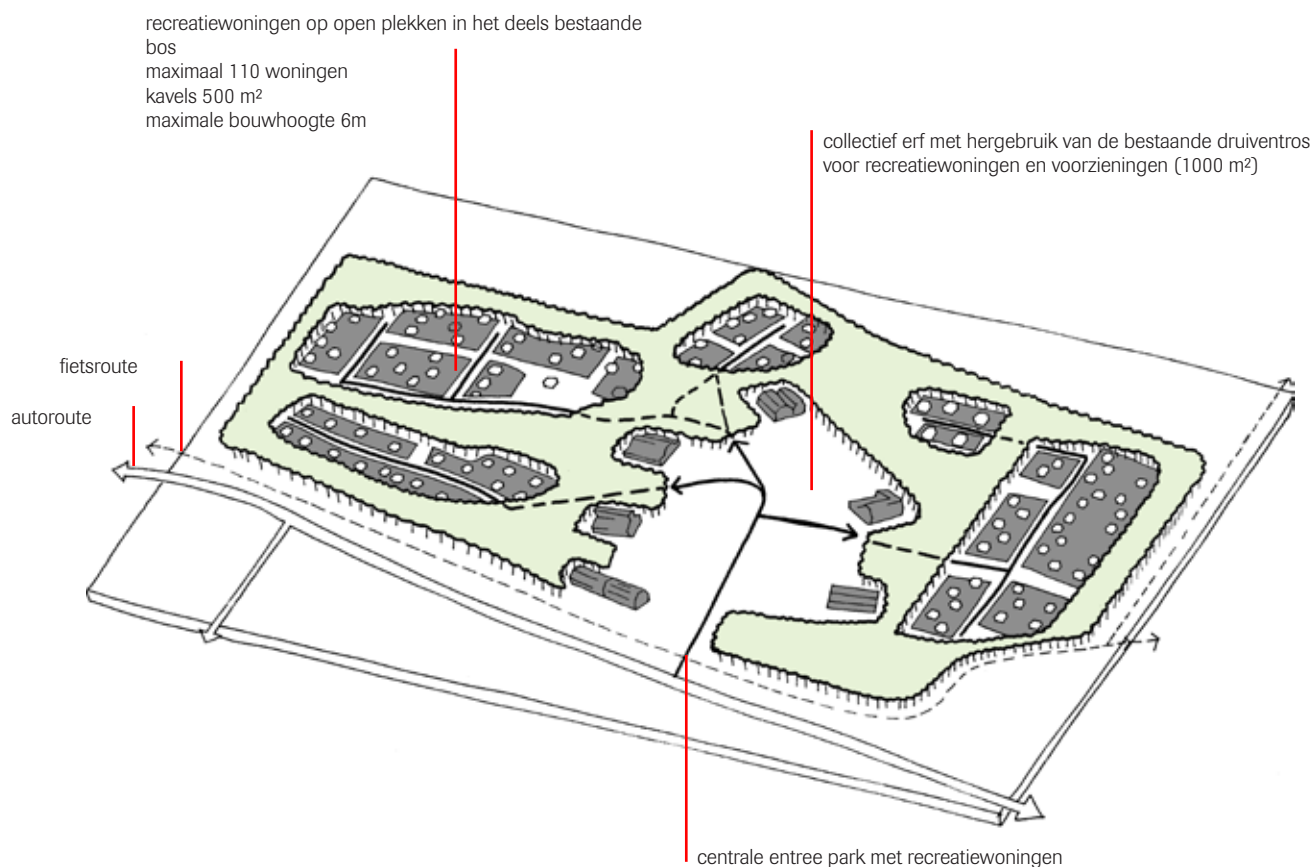 recreatiewoningen op open plekken in het deels bestaande
bos
maximaal 110 woningen
kavels 500 m²
maximale bouwhoogte 6m
collectief erf met hergebruik van de bestaande druiventros
voor recreatiewoningen en voorzieningen (1000 m²)
fietsroute
autoroute
centrale entree park met recreatiewoningen